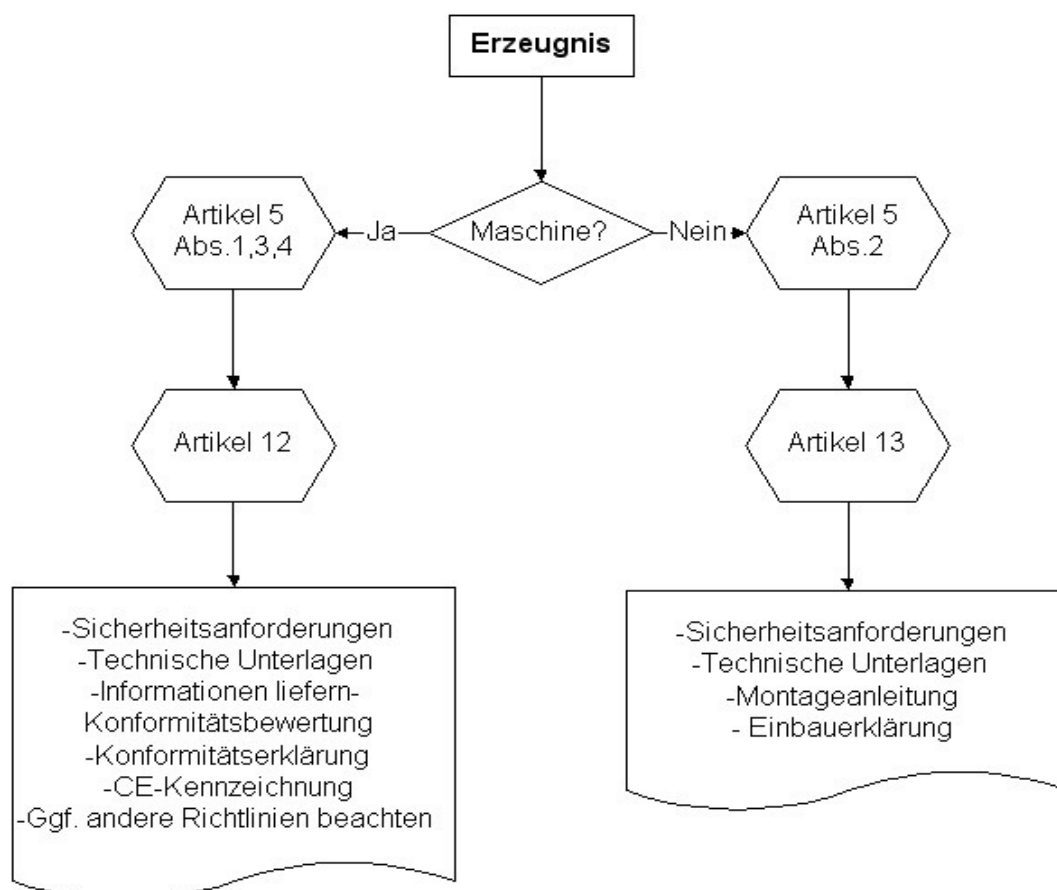 Erzeugnis
Artikel 5
Abs.1,3,4
Ja
Maschine?
Nein
Artikel 5
Abs.2
Artikel 12
Artikel 13
-Sicherheitsanforderungen
-Technische Unterlagen
-Informationen liefern-
Konformitätsbewertung
-Konformitätserklärung
-CE-Kennzeichnung
-Ggf. andere Richtlinien beachten
-Sicherheitsanforderungen
-Technische Unterlagen
-Montageanleitung
- Einbauerklärung